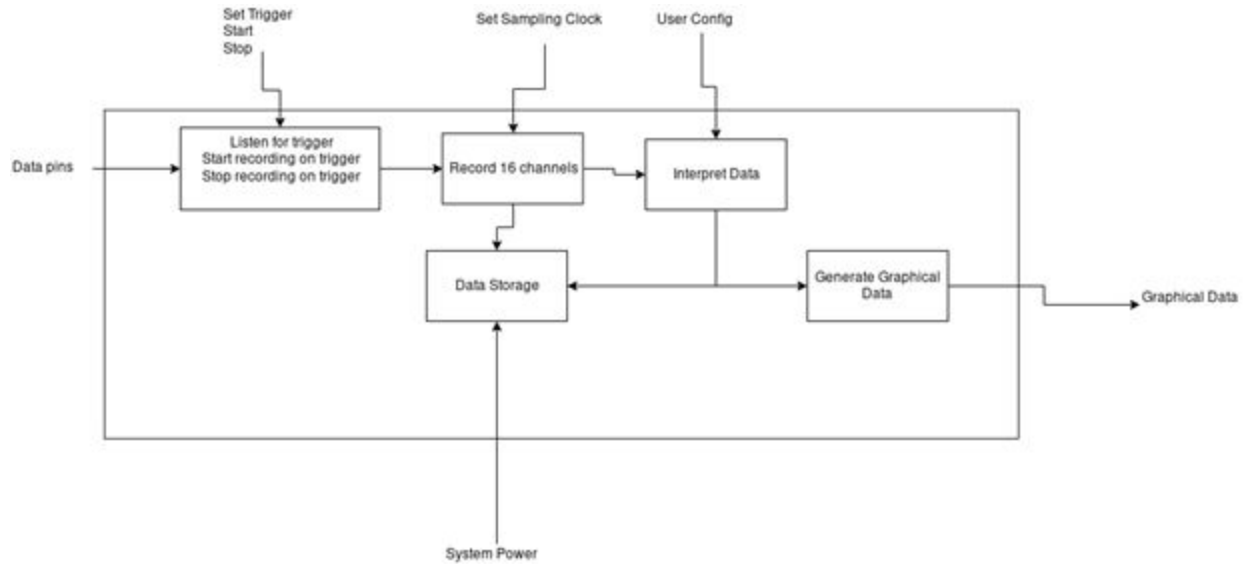 Set Trigger
Start
Stop
Set Sampling Clock
User Config
Data pins
Listen for trigger
Start recording on trigger
Stop recording on trigger
Record 16 channels
Interpret Data
Data Storage
Generate Graphical
Data
Graphical Data
System Power